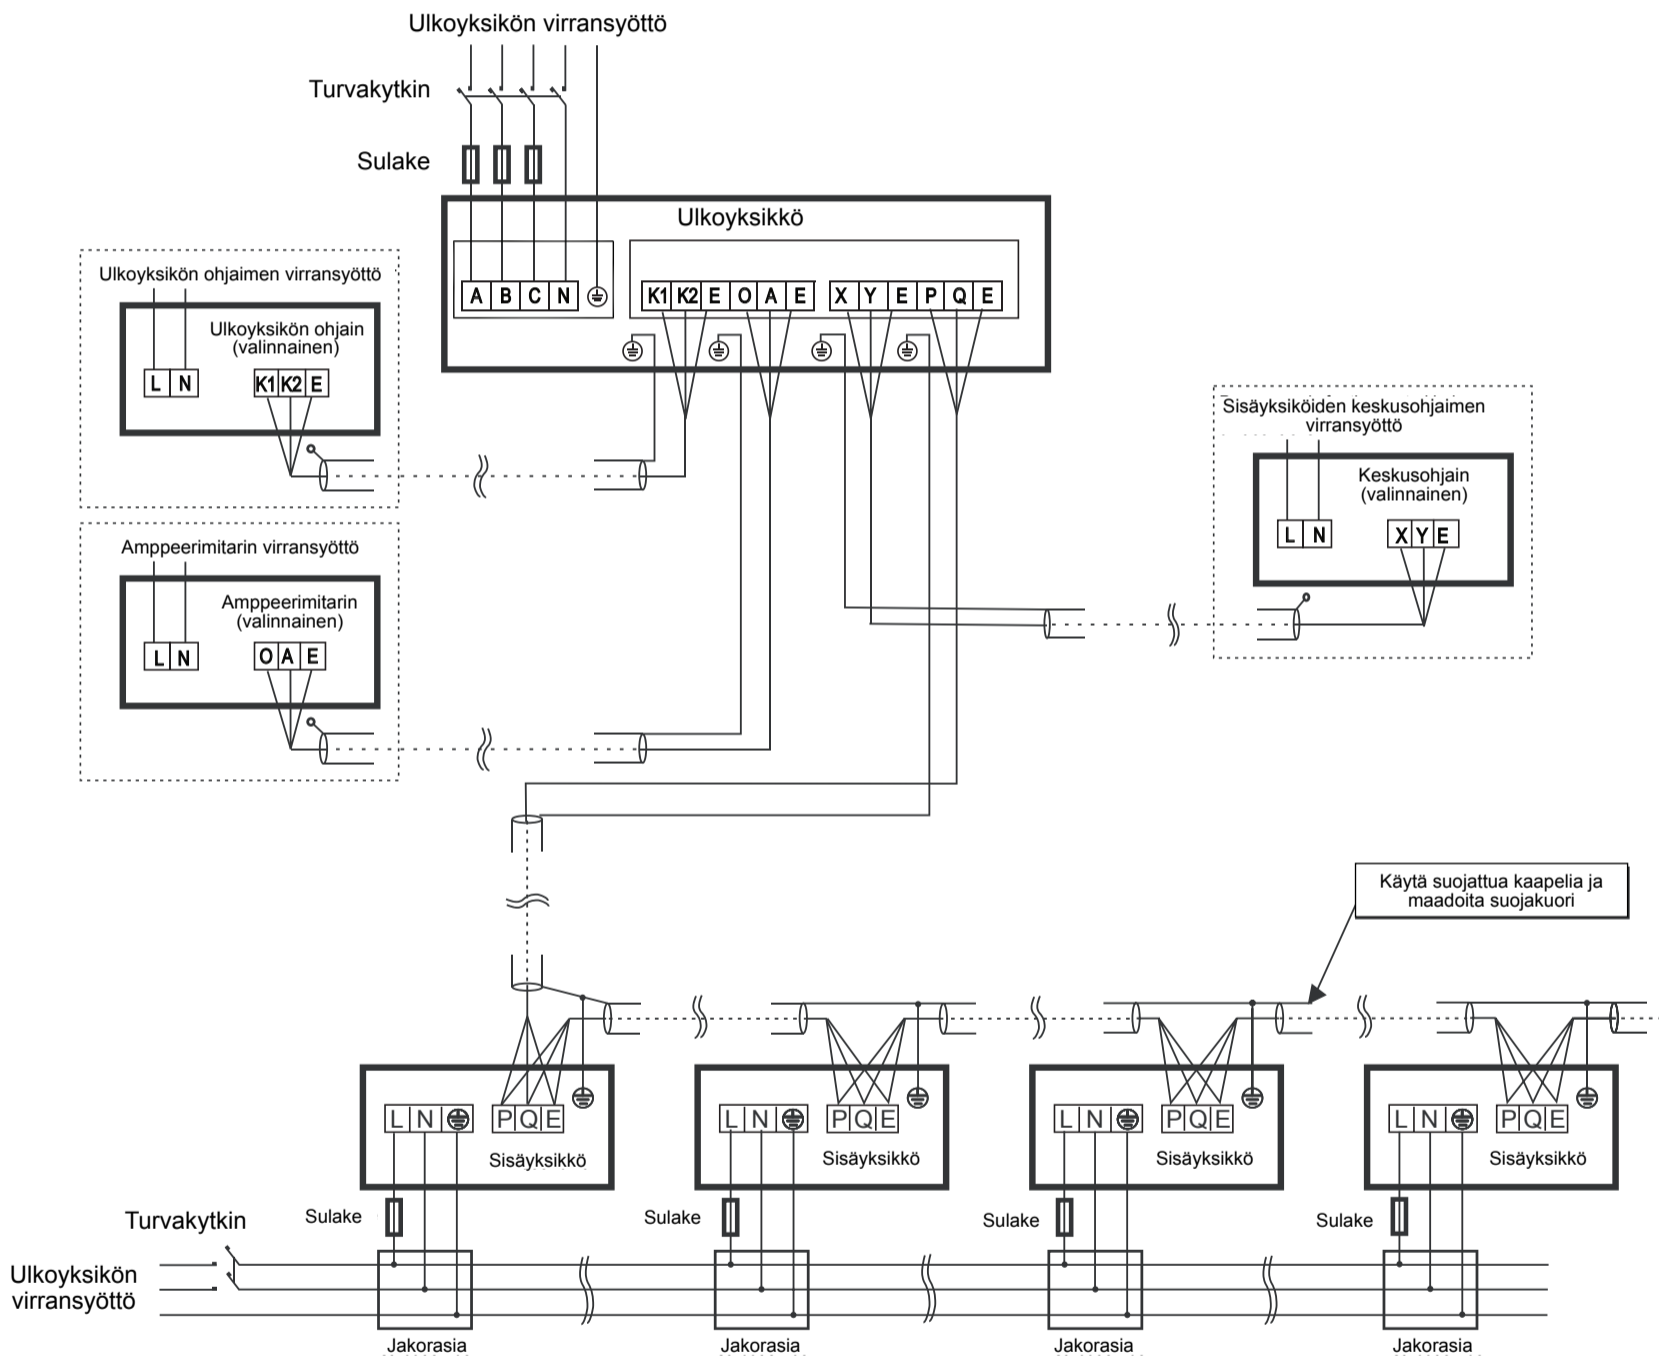 Ulkoyksikön virransyöttö
Turvakytkin
Sulake
Ulkoyksikkö
A B C N
K1 K2 E O A E X Y E P Q E
Ulkoyksikön ohjaimen virransyöttö
Ulkoyksikön ohjain
(valinnainen)
L N K1 K2 E
Amppeerimitarin virransyöttö
Amppeerimitarin
(valinnainen)
L N O A E
Sisäyksiköiden keskusohjaimen
virransyöttö
Keskusohjain
(valinnainen)
L N X Y E
Käytä suojattua kaapelia ja
maadoita suojakuori
L N P Q E
Sisäyksikkö
L N P Q E
Sisäyksikkö
L N P Q E
Sisäyksikkö
L N P Q E
Sisäyksikkö
Sulake
Sulake
Sulake
Sulake
Turvakytkin
Ulkoyksikön
virransyöttö
Jakorasia
Jakorasia
Jakorasia
Jakorasia